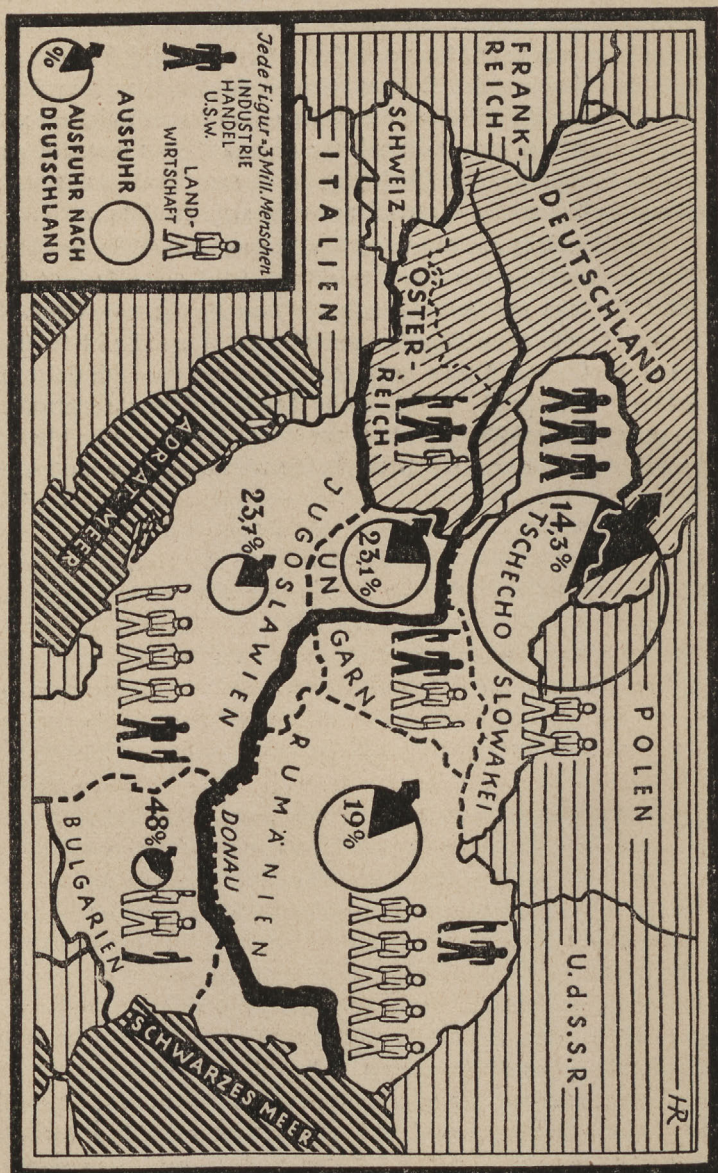 FRANK-
REICH
DEUTSCHLAND
POLEN
U.d.S.S.R
HR
SCHWEIZ
ÖSTER-
REICH
14,3%
TSCHECHO SLOWAKEI
ITALIEN
UN
GARN
23,1%
JUGOSLAWIEN
23,7%
RUMÄNIEN
19%
DONAU
BULGARIEN
48%
ADRIAT. MEER
SCHWARZES MEER
Jede Figur=3 Mill. Menschen
INDUSTRIE
HANDEL
U.S.W.
LAND-
WIRTSCHAFT
AUSFUHR
%
AUSFUHR NACH
DEUTSCHLAND